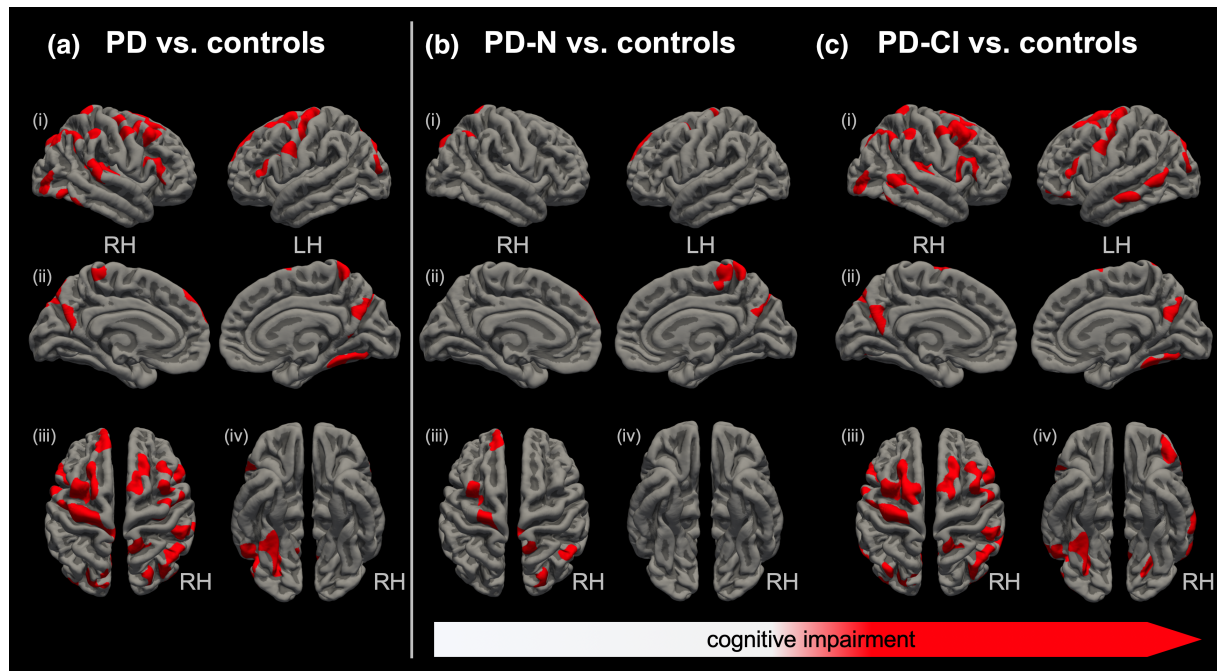 (a) PD vs. controls
(b) PD-N vs. controls
(c) PD-CI vs. controls
(i)
RH
LH
(ii)
(iii)
(iv)
RH
RH
(i)
RH
LH
(ii)
(iii)
(iv)
RH
RH
(i)
RH
LH
(ii)
(iii)
(iv)
RH
RH
cognitive impairment